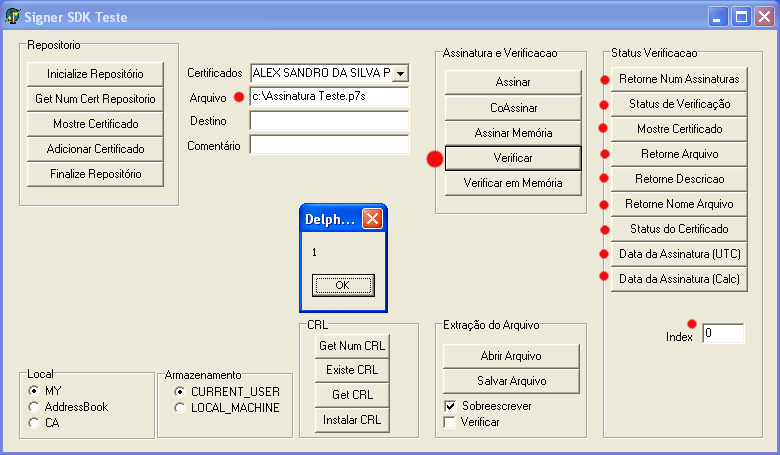 Signer SDK Teste
Repositorio
Inicialize Repositório
Get Num Cert Repositorio
Mostre Certificado
Adicionar Certificado
Finalize Repositório
Certificados ALEX SANDRO DA SILVA P
Arquivo c:\Assinatura Teste.p7s
Destino
Comentário
Assinatura e Verificacao
Assinar
CoAssinar
Assinar Memória
Verificar
Verificar em Memória
Status Verificacao
Retorne Num Assinaturas
Status de Verificação
Mostre Certificado
Retorne Arquivo
Retorne Descricao
Retorne Nome Arquivo
Status do Certificado
Data da Assinatura (UTC)
Data da Assinatura (Calc)
Index 0
Delph...
1
OK
Local
MY
AddressBook
CA
Armazenamento
CURRENT_USER
LOCAL_MACHINE
CRL
Get Num CRL
Existe CRL
Get CRL
Instalar CRL
Extração do Arquivo
Abrir Arquivo
Salvar Arquivo
Sobreescrever
Verificar